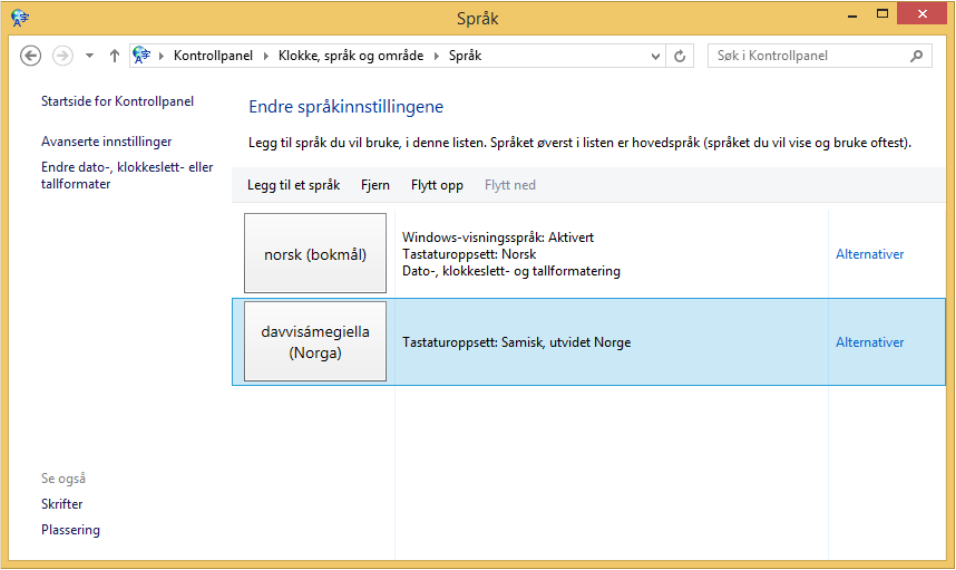 Språk
Kontrollpanel Klokke, språk og område Språk
Søk i Kontrollpanel
Startside for Kontrollpanel
Avanserte innstillinger
Endre dato-, klokkeslett- eller
tallformater
Endre språkinnstillingene
Legg til språk du vil bruke, i denne listen. Språket øverst i listen er hovedspråk (språket du vil vise og bruke oftest).
Legg til et språk Fjern Flytt opp Flytt ned
norsk (bokmål)
Windows-visningsspråk: Aktivert
Tastaturoppsett: Norsk
Dato-, klokkeslett- og tallformatering
Alternativer
davvisámegiella
(Norga)
Tastaturoppsett: Samisk, utvidet Norge
Alternativer
Se også
Skrifter
Plassering